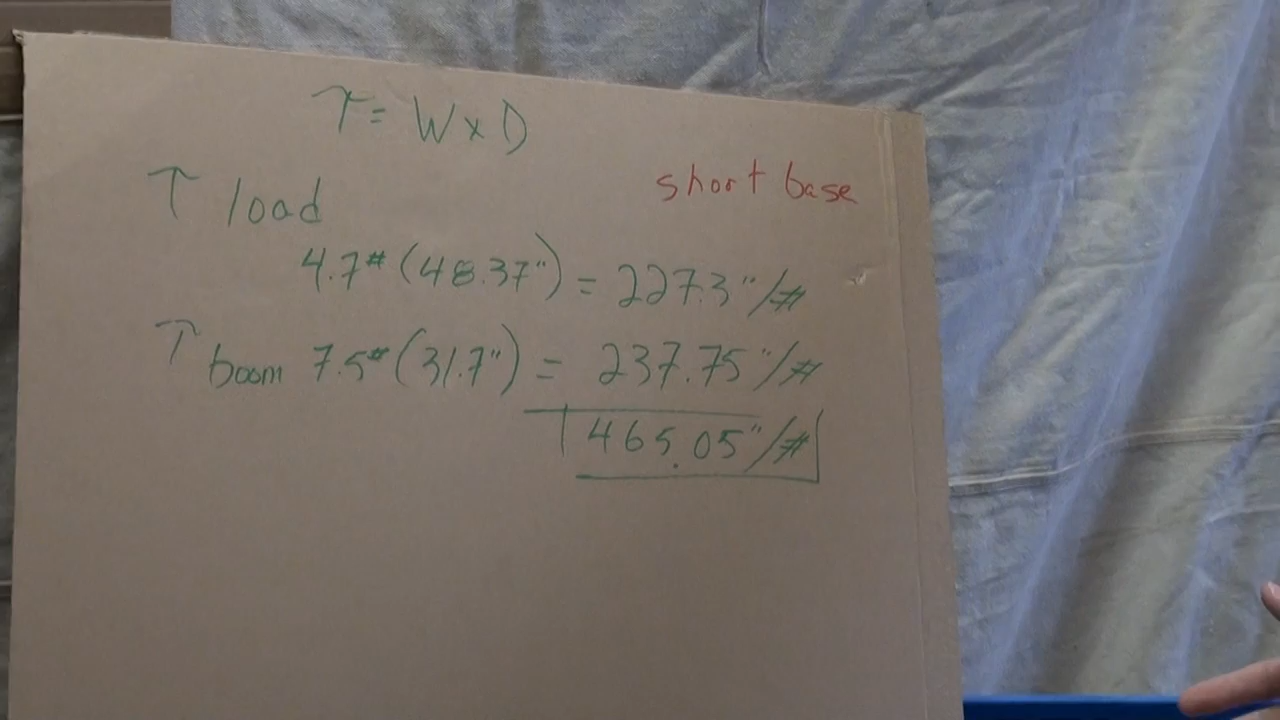 τ = W x D
short base
τ load
4.7# (48.37") = 227.3"/#
τ boom 7.5# (31.7") = 237.75"/#
465.05"/#